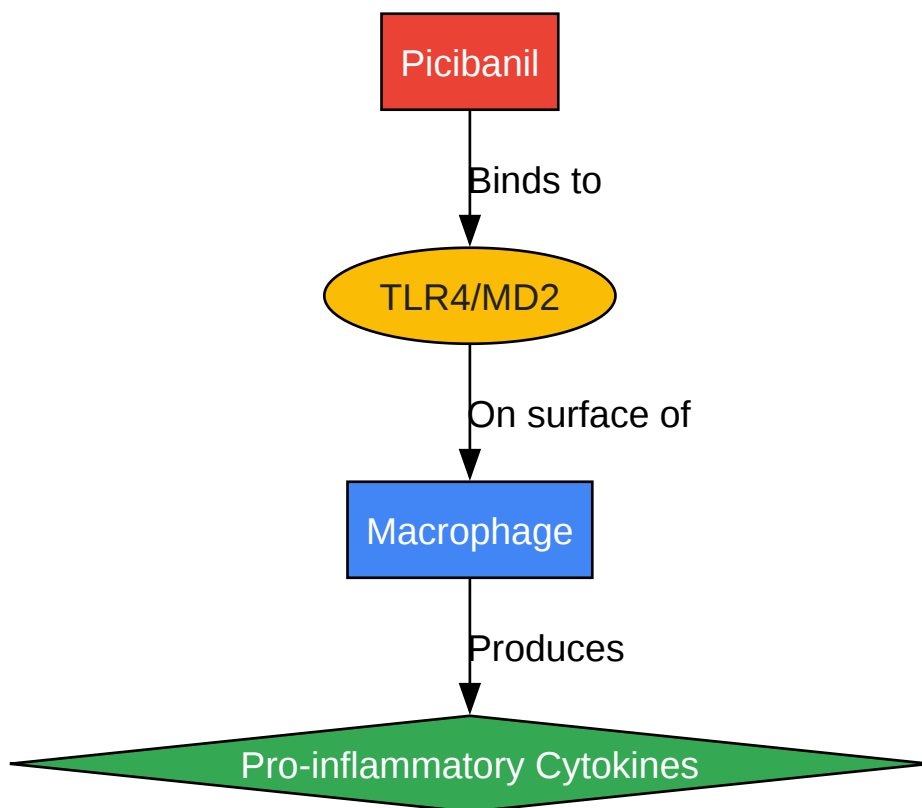 Picibanil
Binds to
TLR4/MD2
On surface of
Macrophage
Produces
Pro-inflammatory Cytokines